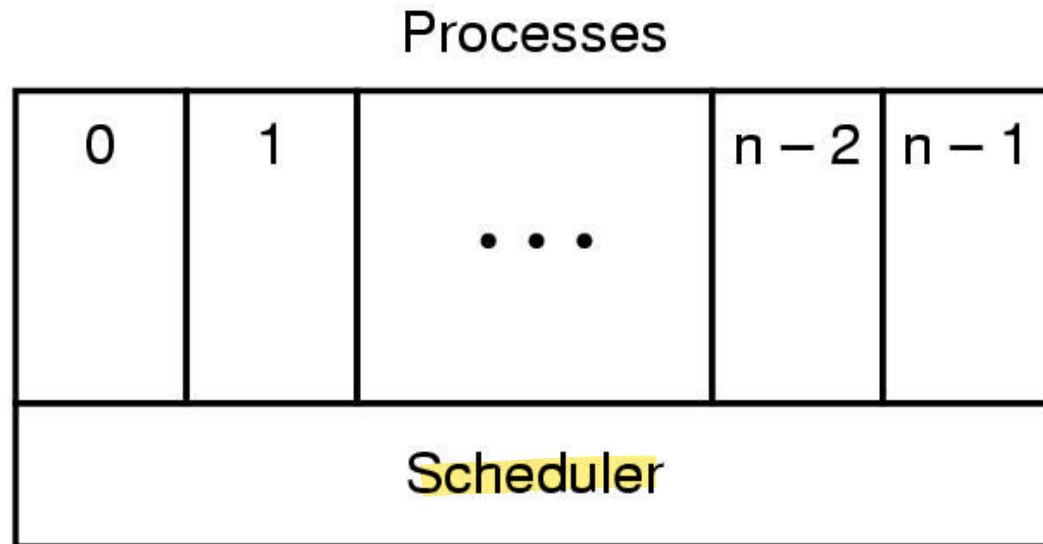 Processes
0 1 • • • n – 2 n – 1
Scheduler